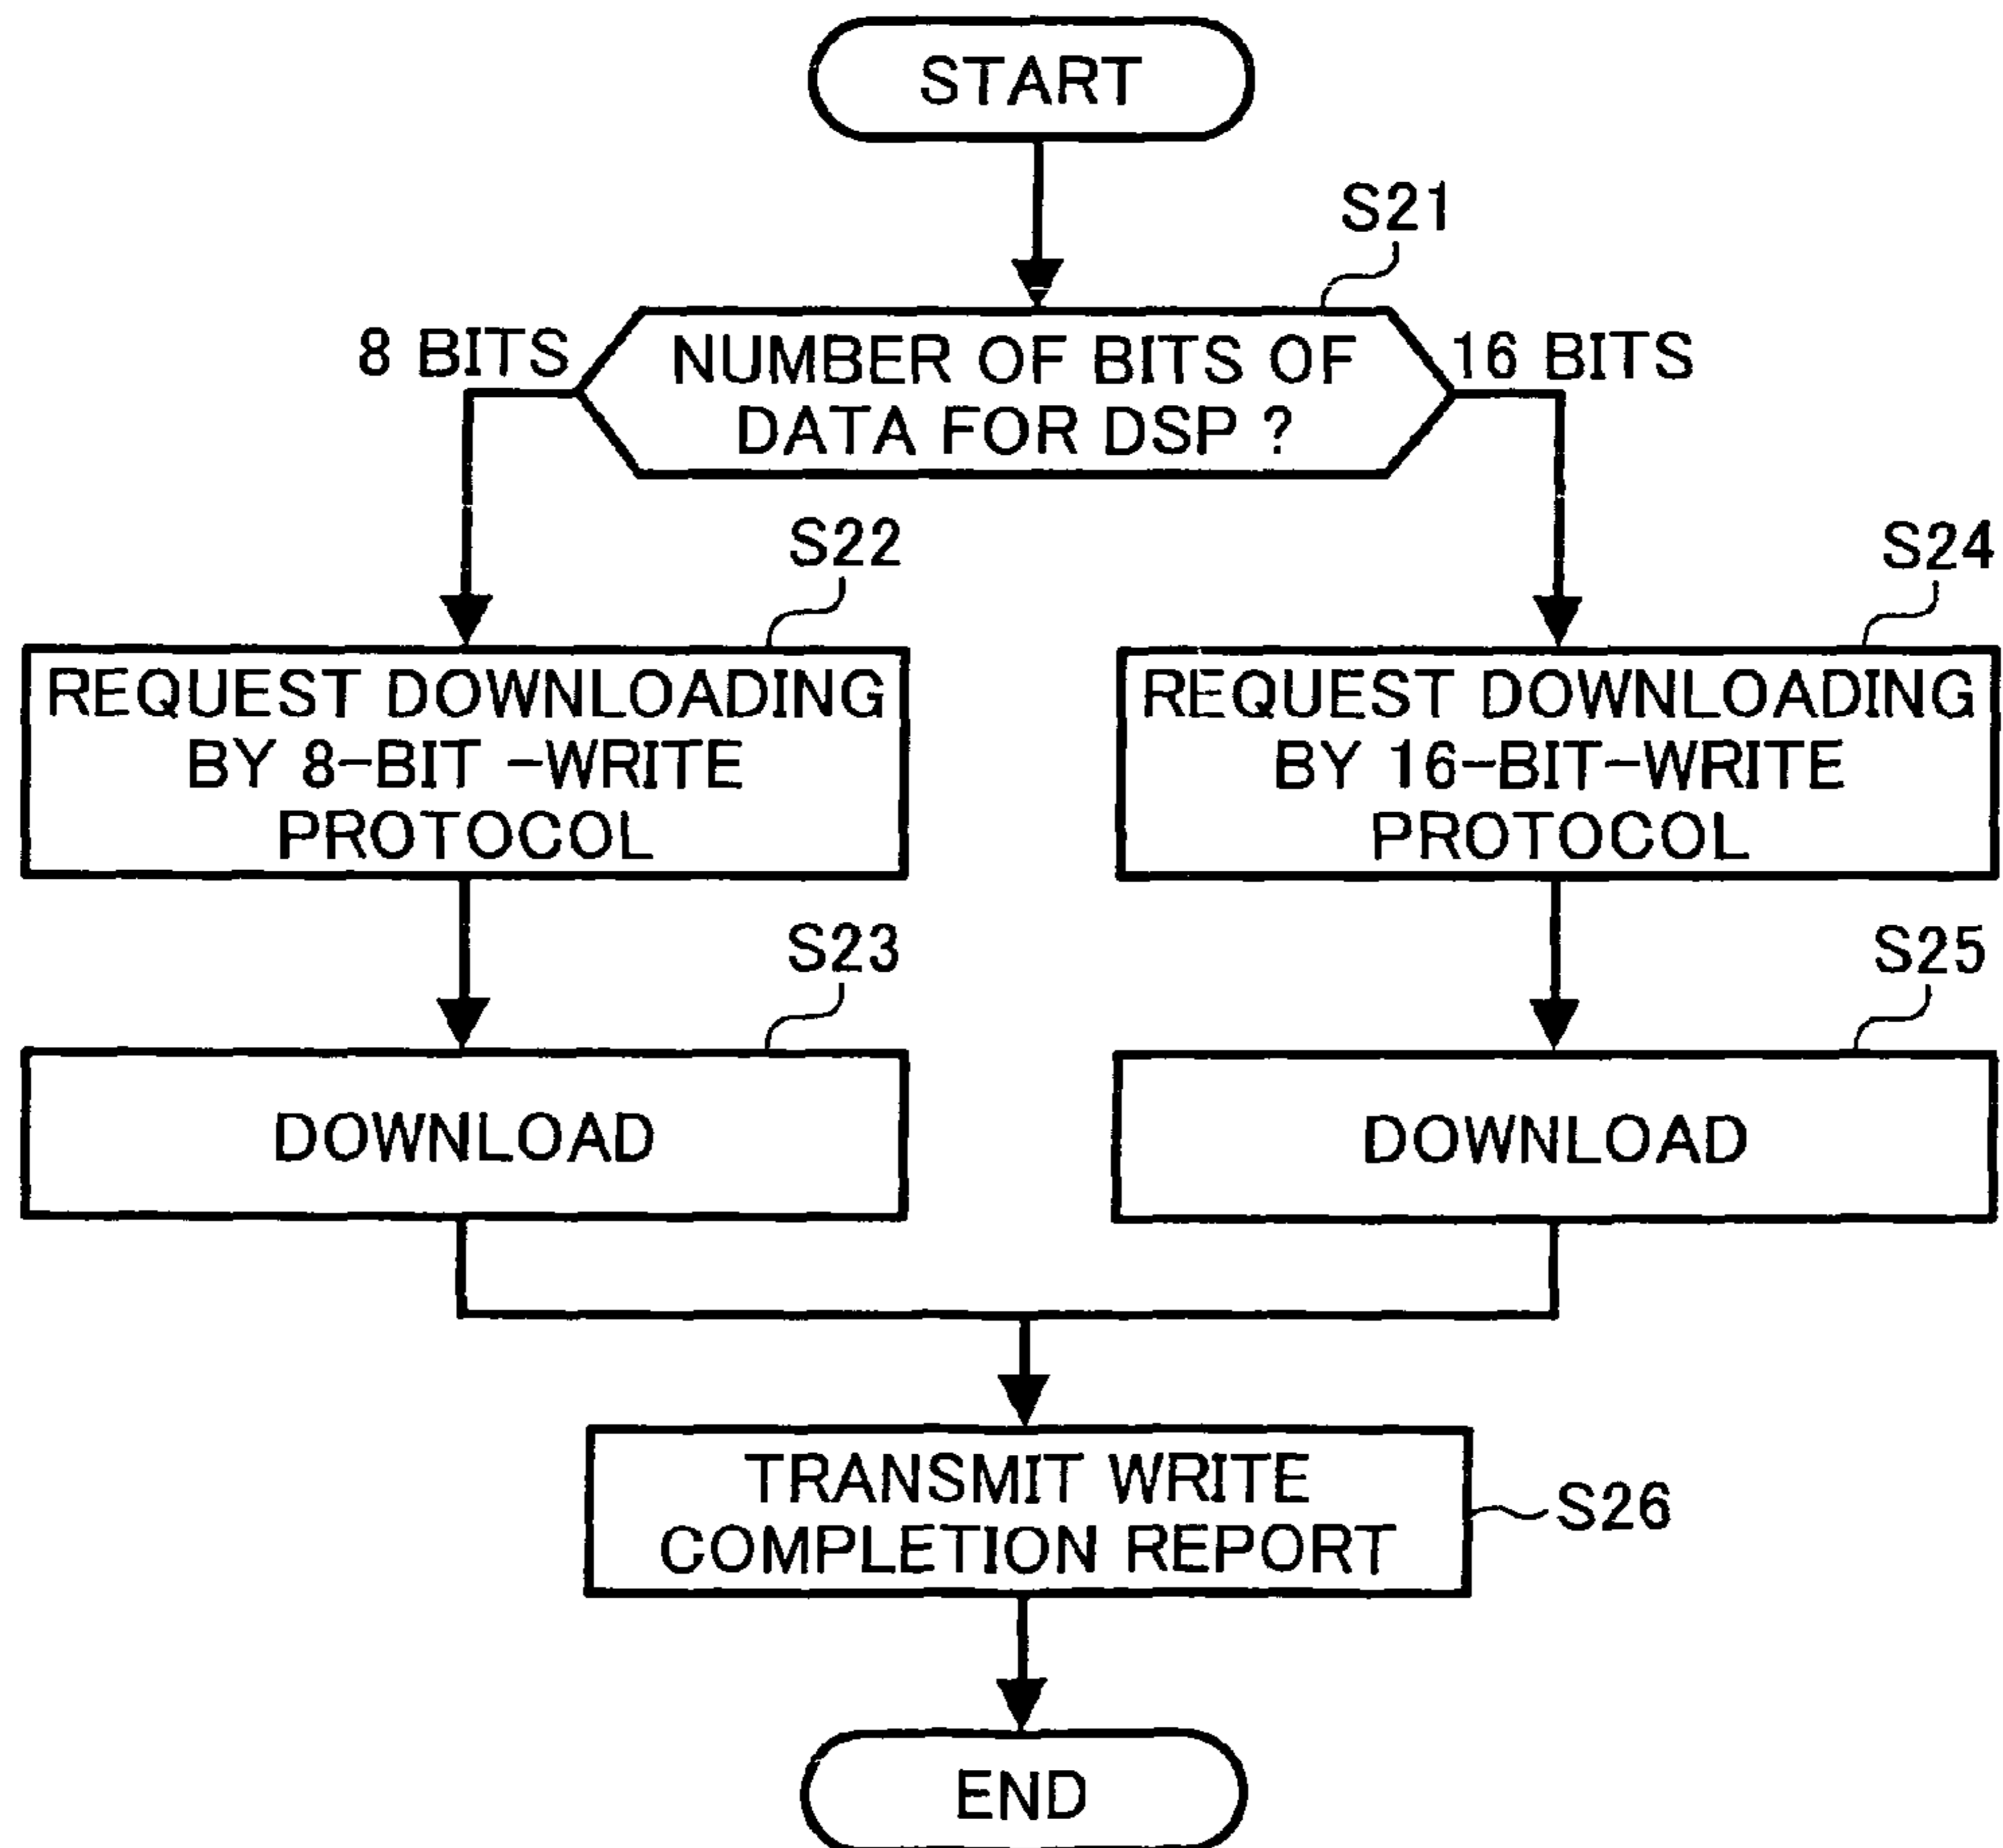 START
S21
8 BITS
NUMBER OF BITS OF
DATA FOR DSP ?
16 BITS
S22
REQUEST DOWNLOADING
BY 8-BIT -WRITE
PROTOCOL
S24
REQUEST DOWNLOADING
BY 16-BIT-WRITE
PROTOCOL
S23
DOWNLOAD
S25
DOWNLOAD
TRANSMIT WRITE
COMPLETION REPORT
S26
END